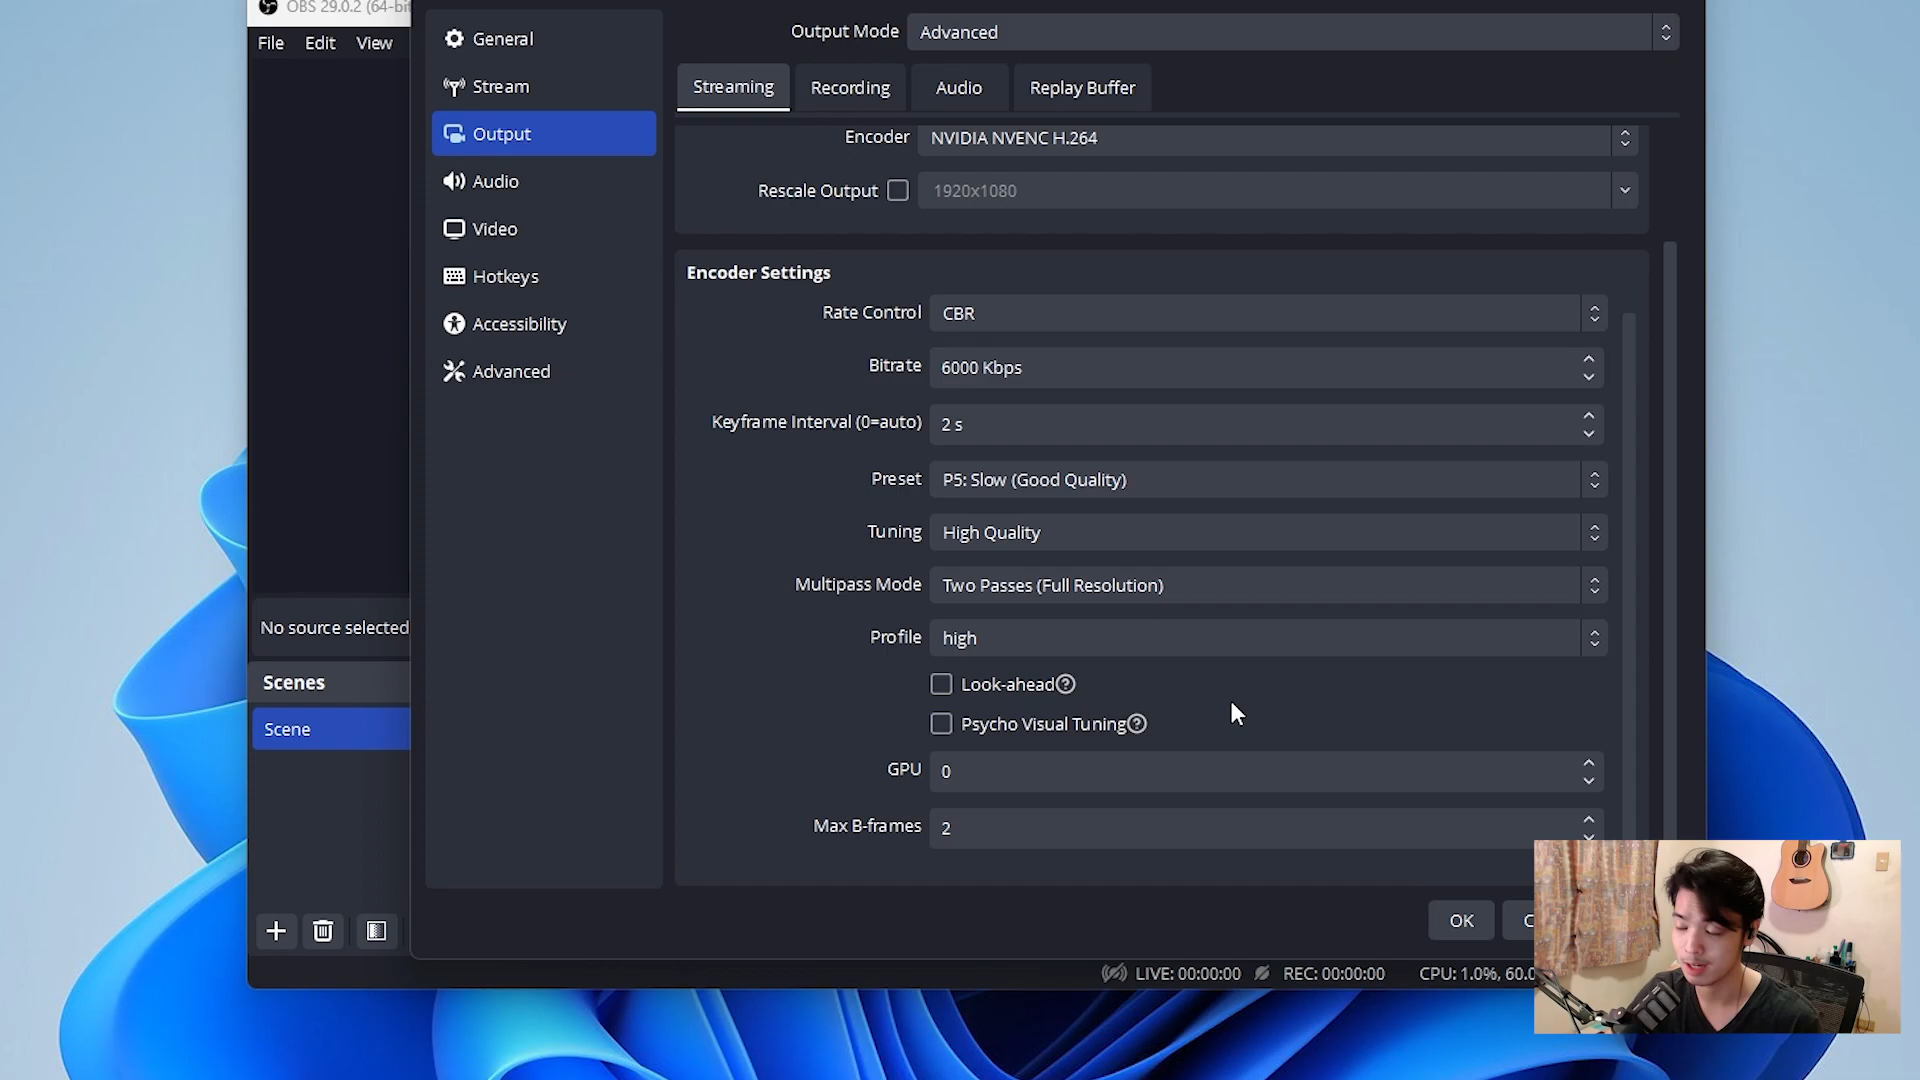 OBS 29.0.2 (64-bit
File Edit View
General
Stream
Output
Audio
Video
Hotkeys
Accessibility
Advanced
Output Mode Advanced
Streaming Recording Audio Replay Buffer
Encoder NVIDIA NVENC H.264
Rescale Output 1920x1080
Encoder Settings
Rate Control CBR
Bitrate 6000 Kbps
Keyframe Interval (0=auto) 2 s
Preset P5: Slow (Good Quality)
Tuning High Quality
Multipass Mode Two Passes (Full Resolution)
Profile high
Look-ahead
Psycho Visual Tuning
GPU 0
Max B-frames 2
No source selected
Scenes
Scene
OK C
LIVE: 00:00:00 REC: 00:00:00 CPU: 1.0%, 60.0